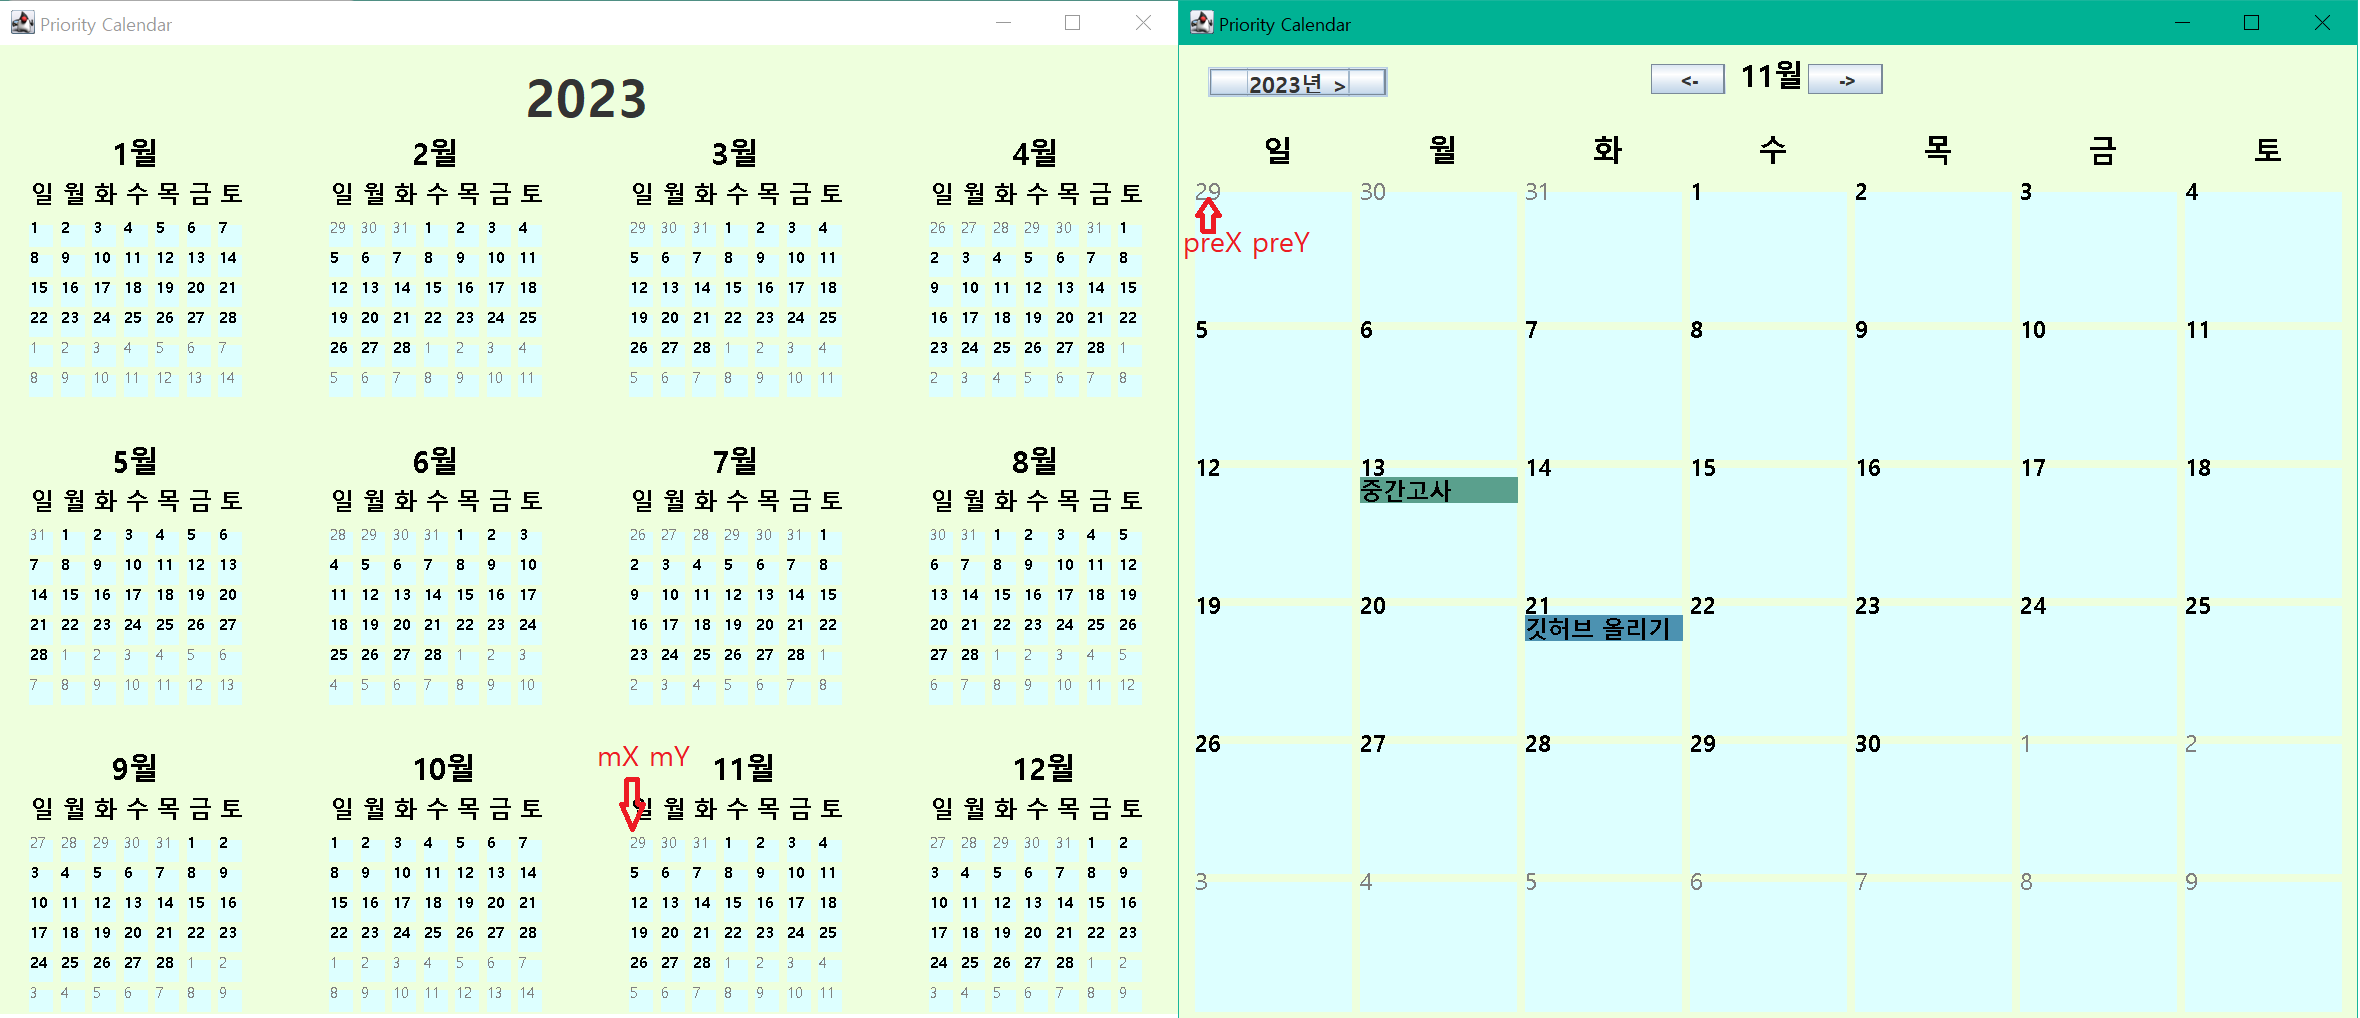 Priority Calendar
2023
1월 2월 3월 4월
일 월 화 수 목 금 토 일 월 화 수 목 금 토 일 월 화 수 목 금 토 일 월 화 수 목 금 토
1 2 3 4 5 6 7 29 30 31 1 2 3 4 29 30 31 1 2 3 4 26 27 28 29 30 31 1
8 9 10 11 12 13 14 5 6 7 8 9 10 11 5 6 7 8 9 10 11 2 3 4 5 6 7 8
15 16 17 18 19 20 21 12 13 14 15 16 17 18 12 13 14 15 16 17 18 9 10 11 12 13 14 15
22 23 24 25 26 27 28 19 20 21 22 23 24 25 19 20 21 22 23 24 25 16 17 18 19 20 21 22
1 2 3 4 5 6 7 26 27 28 1 2 3 4 26 27 28 1 2 3 4 23 24 25 26 27 28 1
8 9 10 11 12 13 14 5 6 7 8 9 10 11 5 6 7 8 9 10 11 2 3 4 5 6 7 8
5월 6월 7월 8월
일 월 화 수 목 금 토 일 월 화 수 목 금 토 일 월 화 수 목 금 토 일 월 화 수 목 금 토
31 1 2 3 4 5 6 28 29 30 31 1 2 3 26 27 28 29 30 31 1 30 31 1 2 3 4 5
7 8 9 10 11 12 13 4 5 6 7 8 9 10 2 3 4 5 6 7 8 6 7 8 9 10 11 12
14 15 16 17 18 19 20 11 12 13 14 15 16 17 9 10 11 12 13 14 15 13 14 15 16 17 18 19
21 22 23 24 25 26 27 18 19 20 21 22 23 24 16 17 18 19 20 21 22 20 21 22 23 24 25 26
28 1 2 3 4 5 6 25 26 27 28 1 2 3 23 24 25 26 27 28 1 27 28 1 2 3 4 5
7 8 9 10 11 12 13 4 5 6 7 8 9 10 2 3 4 5 6 7 8 6 7 8 9 10 11 12
mX mY
9월 10월 11월 12월
일 월 화 수 목 금 토 일 월 화 수 목 금 토 일 월 화 수 목 금 토 일 월 화 수 목 금 토
27 28 29 30 31 1 2 1 2 3 4 5 6 7 29 30 31 1 2 3 4 27 28 29 30 31 1 2
3 4 5 6 7 8 9 8 9 10 11 12 13 14 5 6 7 8 9 10 11 3 4 5 6 7 8 9
10 11 12 13 14 15 16 15 16 17 18 19 20 21 12 13 14 15 16 17 18 10 11 12 13 14 15 16
17 18 19 20 21 22 23 22 23 24 25 26 27 28 19 20 21 22 23 24 25 17 18 19 20 21 22 23
24 25 26 27 28 1 2 1 2 3 4 5 6 7 26 27 28 1 2 3 4 24 25 26 27 28 1 2
3 4 5 6 7 8 9 8 9 10 11 12 13 14 5 6 7 8 9 10 11 3 4 5 6 7 8 9
Priority Calendar
2023년 > <- 11월 ->
일 월 화 수 목 금 토
29 30 31 1 2 3 4
preX preY
5 6 7 8 9 10 11
12 13 14 15 16 17 18
중간고사
19 20 21 22 23 24 25
깃허브 올리기
26 27 28 29 30 1 2
3 4 5 6 7 8 9